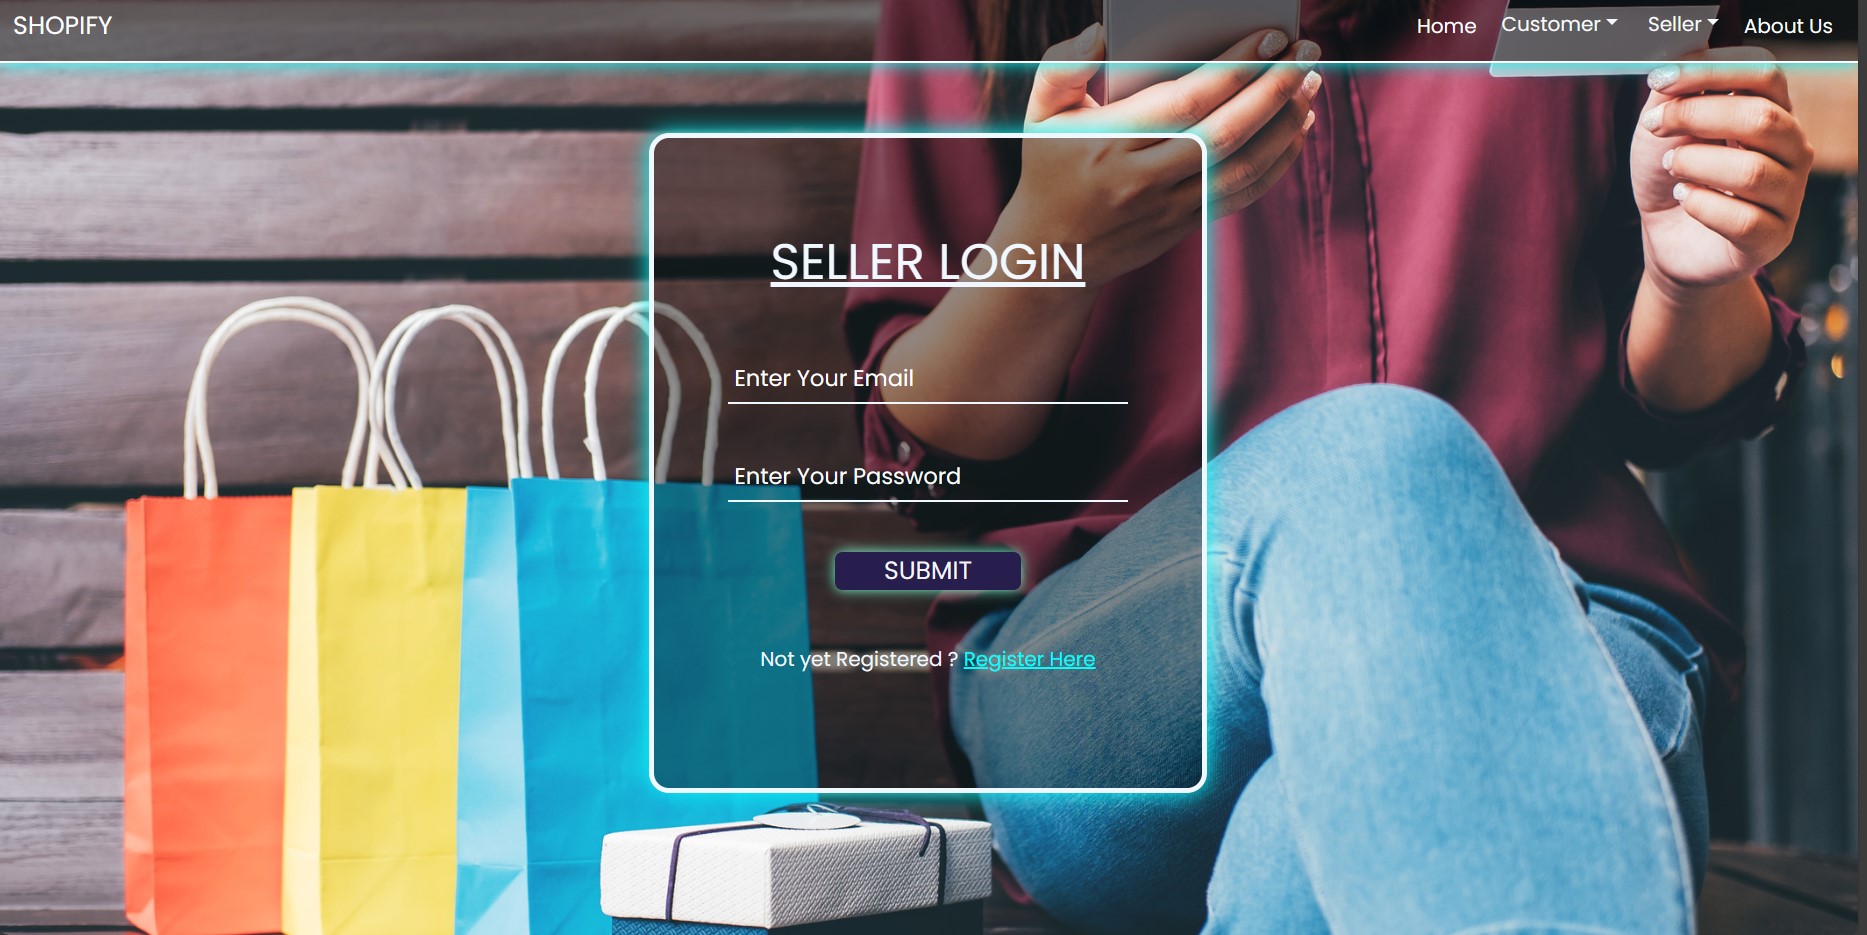 SHOPIFY
Home Customer Seller About Us
SELLER LOGIN
Enter Your Email
Enter Your Password
SUBMIT
Not yet Registered ? Register Here